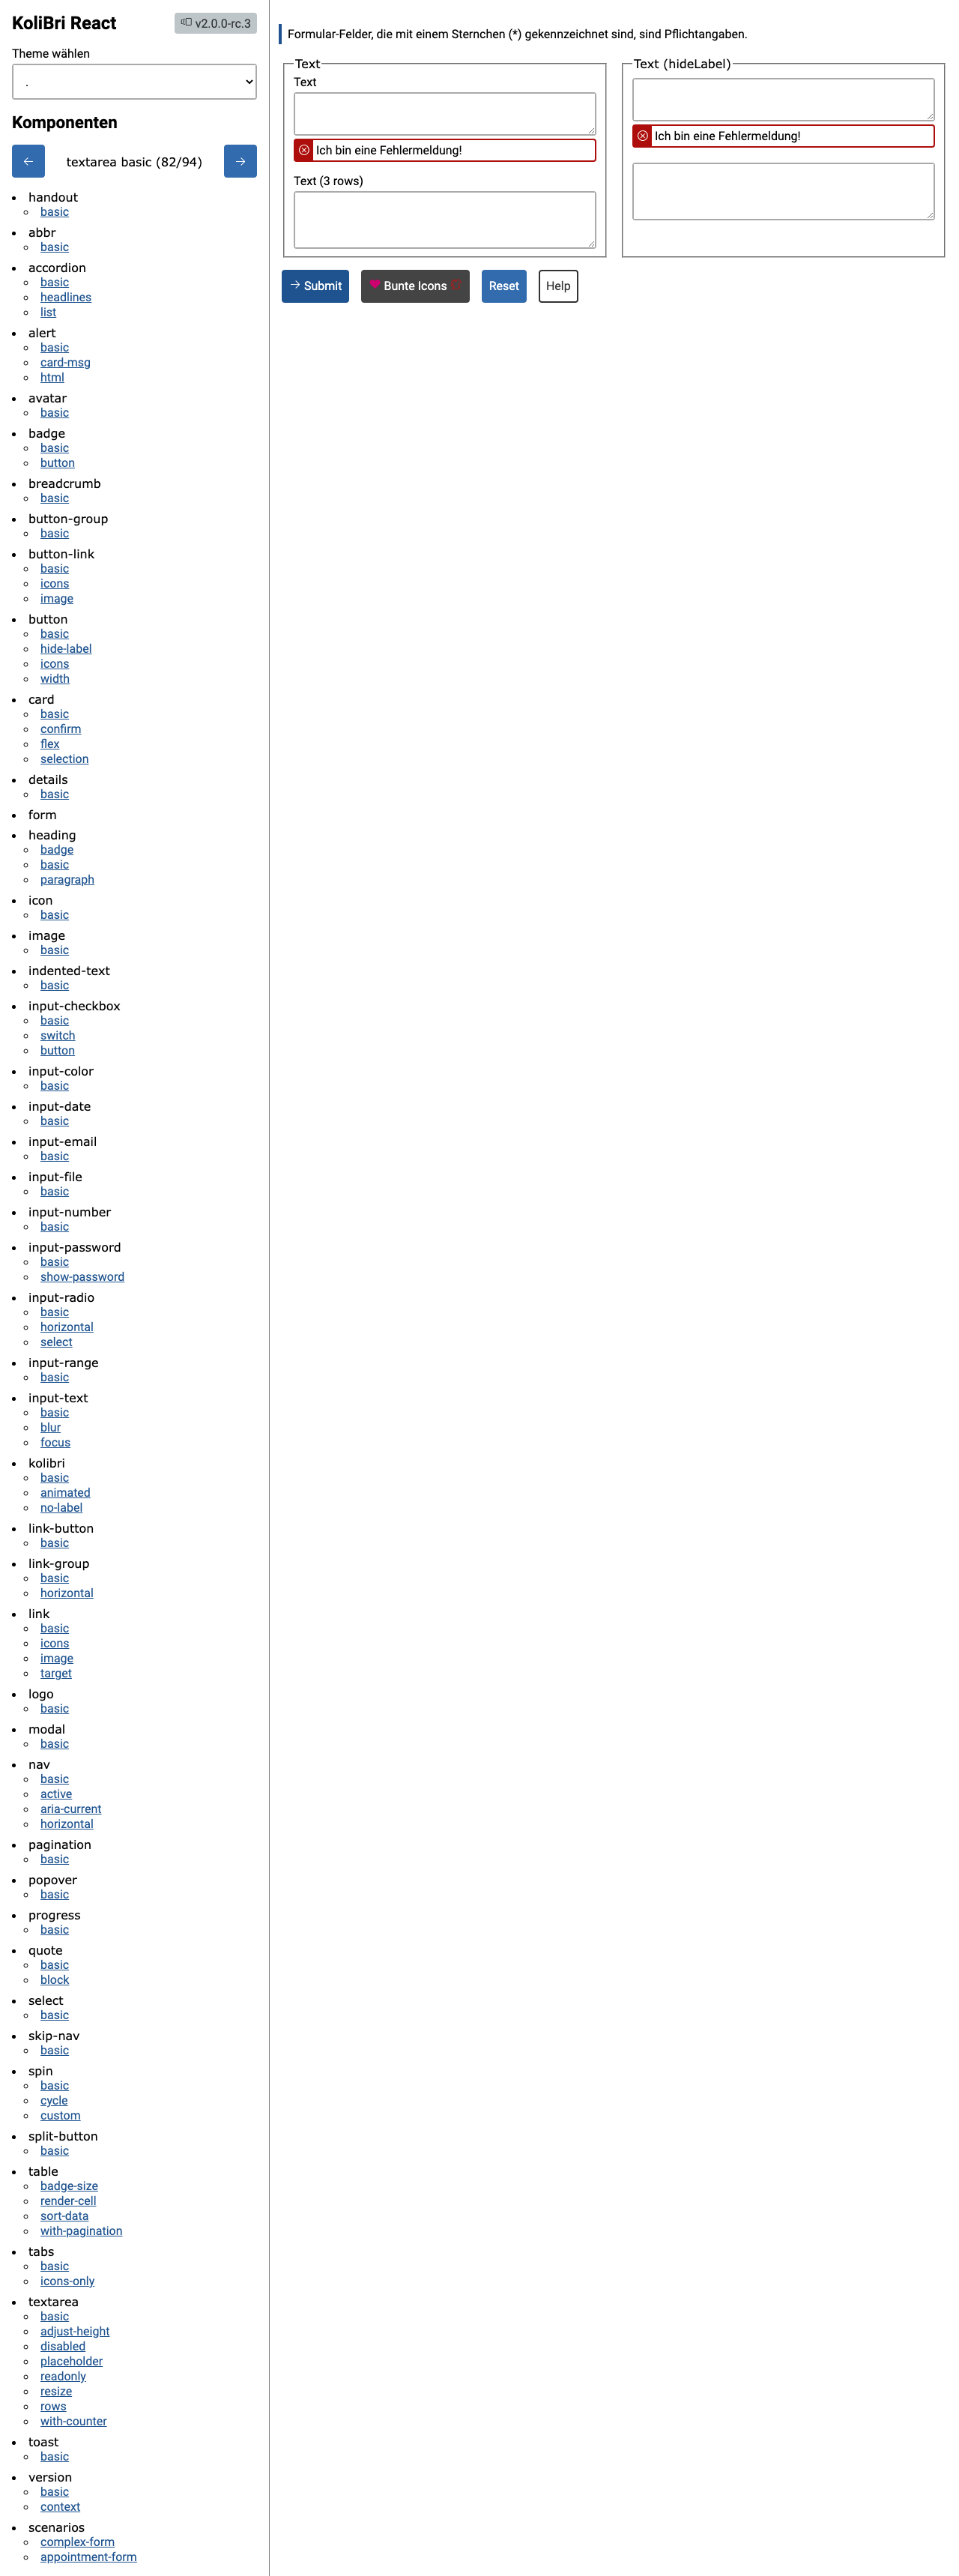 KoliBri React
v2.0.0-rc.3
Theme wählen
.
Komponenten
textarea basic (82/94)
handout
basic
abbr
basic
accordion
basic
headlines
list
alert
basic
card-msg
html
avatar
basic
badge
basic
button
breadcrumb
basic
button-group
basic
button-link
basic
icons
image
button
basic
hide-label
icons
width
card
basic
confirm
flex
selection
details
basic
form
heading
badge
basic
paragraph
icon
basic
image
basic
indented-text
basic
input-checkbox
basic
switch
button
input-color
basic
input-date
basic
input-email
basic
input-file
basic
input-number
basic
input-password
basic
show-password
input-radio
basic
horizontal
select
input-range
basic
input-text
basic
blur
focus
kolibri
basic
animated
no-label
link-button
basic
link-group
basic
horizontal
link
basic
icons
image
target
logo
basic
modal
basic
nav
basic
active
aria-current
horizontal
pagination
basic
popover
basic
progress
basic
quote
basic
block
select
basic
skip-nav
basic
spin
basic
cycle
custom
split-button
basic
table
badge-size
render-cell
sort-data
with-pagination
tabs
basic
icons-only
textarea
basic
adjust-height
disabled
placeholder
readonly
resize
rows
with-counter
toast
basic
version
basic
context
scenarios
complex-form
appointment-form
Formular-Felder, die mit einem Sternchen (*) gekennzeichnet sind, sind Pflichtangaben.
Text
Text
Ich bin eine Fehlermeldung!
Text (3 rows)
Text (hideLabel)
Ich bin eine Fehlermeldung!
Submit
Bunte Icons
Reset
Help